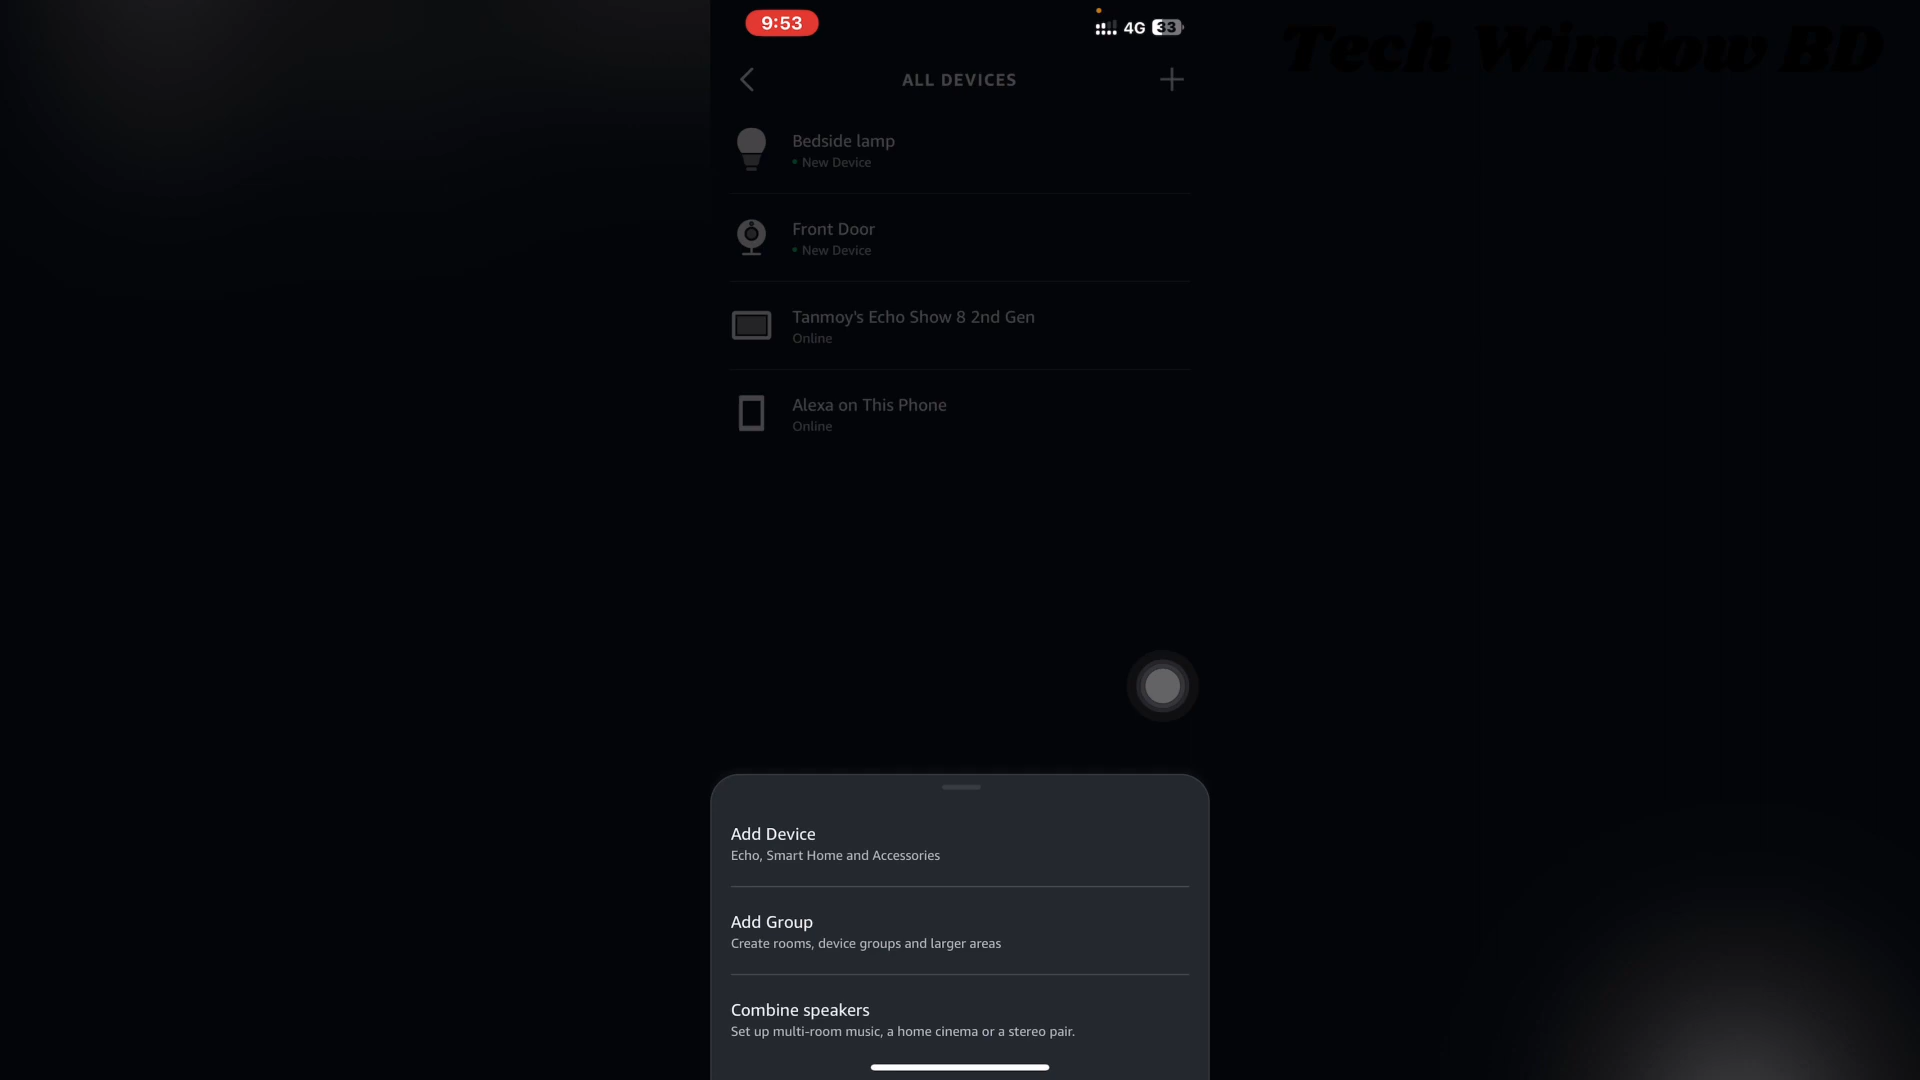 9:53
4G 33
Tech Window BD
ALL DEVICES
Bedside lamp
New Device
Front Door
New Device
Tanmoy's Echo Show 8 2nd Gen
Online
Alexa on This Phone
Online
Add Device
Echo, Smart Home and Accessories
Add Group
Create rooms, device groups and larger areas
Combine speakers
Set up multi-room music, a home cinema or a stereo pair.